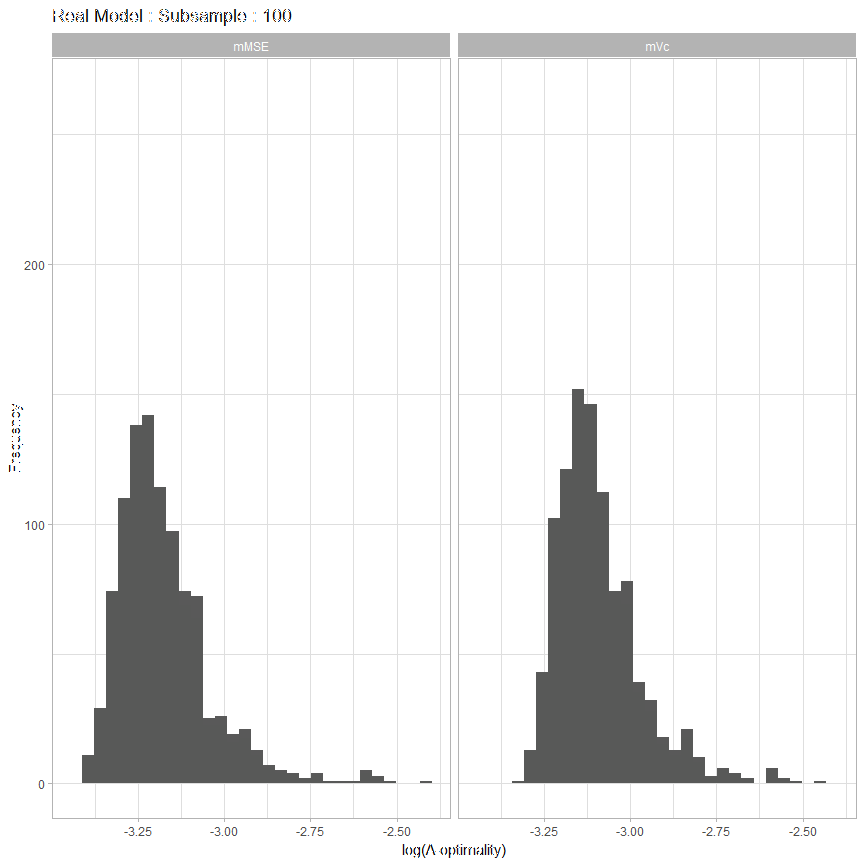 Real Model : Subsample : 100
mMSE mVc
200
100
0
Frequency
-3.25 -3.00 -2.75 -2.50 -3.25 -3.00 -2.75 -2.50
log(A-optimality)